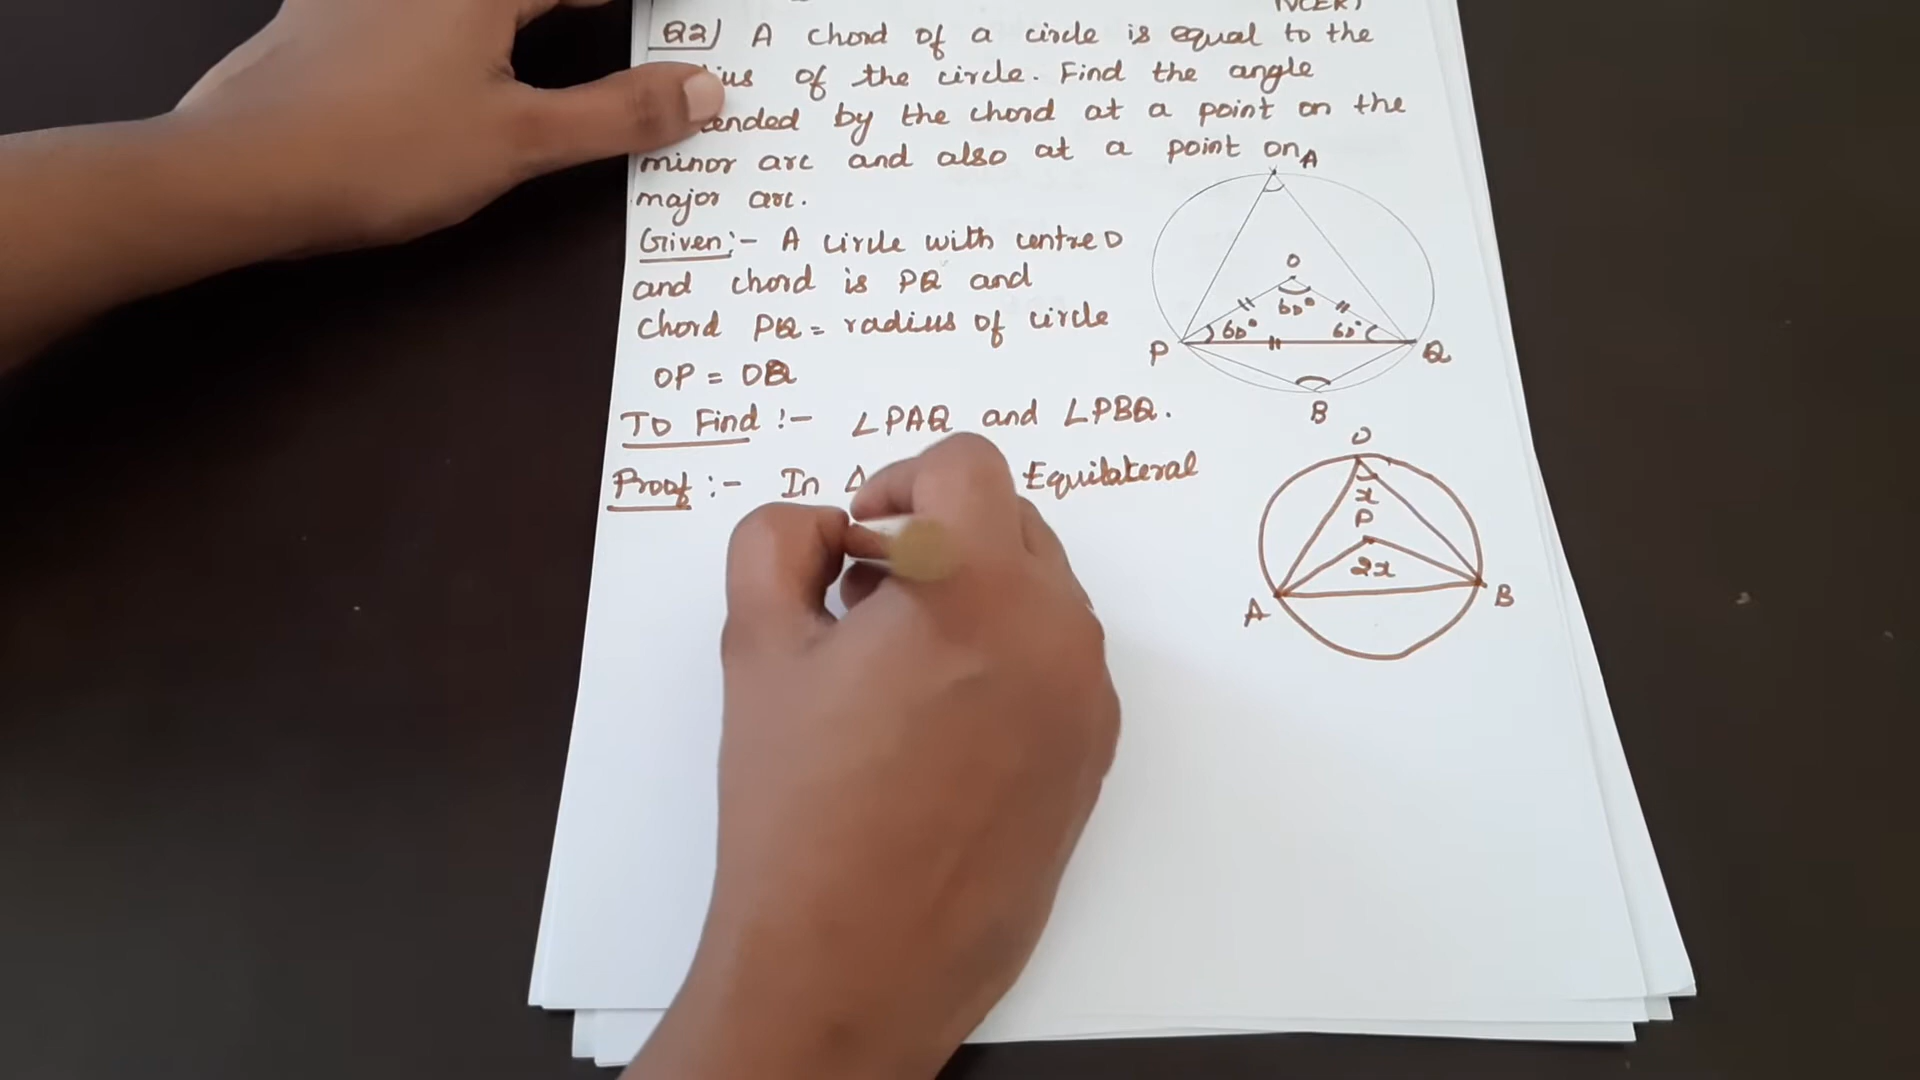 Q2) A chord of a circle is equal to the
of the circle. Find the angle
by the chord at a point on the
minor arc and also at a point on
major arc.
Given:- A circle with centre O
and chord is PQ and
Chord PQ = radius of circle
OP = OQ
To Find :- ∠PAQ and ∠PBQ.
Proof :- In Δ Equilateral
A
O
60°
60°
60°
P
Q
B
O
x
P
2x
A
B